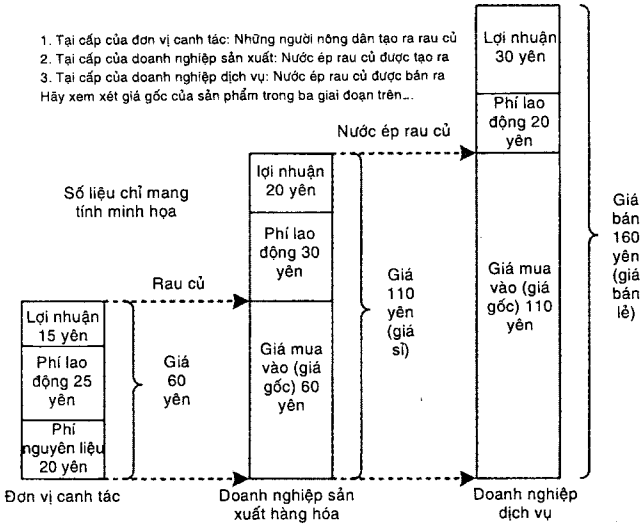 1. Tại cấp của đơn vị canh tác: Những người nông dân tạo ra rau củ
2. Tại cấp của doanh nghiệp sản xuất: Nước ép rau củ được tạo ra
3. Tại cấp của doanh nghiệp dịch vụ: Nước ép rau củ được bán ra
Hãy xem xét giá gốc của sản phẩm trong ba giai đoạn trên...
Số liệu chỉ mang
tính minh họa
Rau củ
Nước ép rau củ
Lợi nhuận
15 yên
Phí lao
động 25
yên
Phí
nguyên liệu
20 yên
Đơn vị canh tác
Giá
60
yên
lợi nhuận
20 yên
Phí lao
động 30
yên
Giá mua
vào (giá
gốc) 60
yên
Doanh nghiệp sản
xuất hàng hóa
Giá
110
yên
(giá
sỉ)
Lợi nhuận
30 yên
Phí lao
động 20
yên
Giá mua
vào (giá
gốc) 110
yên
Doanh nghiệp
dịch vụ
Giá
bán
160
yên
(giá
bán
lẻ)